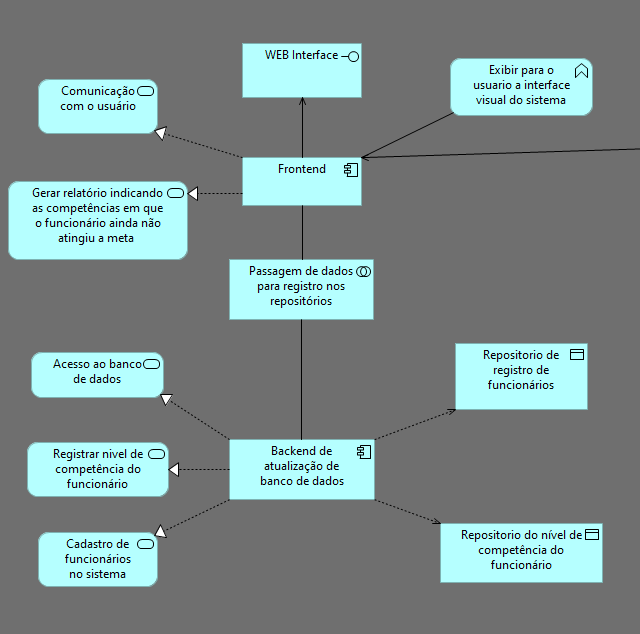 WEB Interface
Exibir para o
usuario a interface
visual do sistema
Comunicação
com o usuário
Frontend
Gerar relatório indicando
as competências em que
o funcionário ainda não
atingiu a meta
Passagem de dados
para registro nos
repositórios
Acesso ao banco
de dados
Repositorio de
registro de
funcionários
Registrar nivel de
competência do
funcionário
Backend de
atualização de
banco de dados
Cadastro de
funcionários
no sistema
Repositorio do nível de
competência do
funcionário